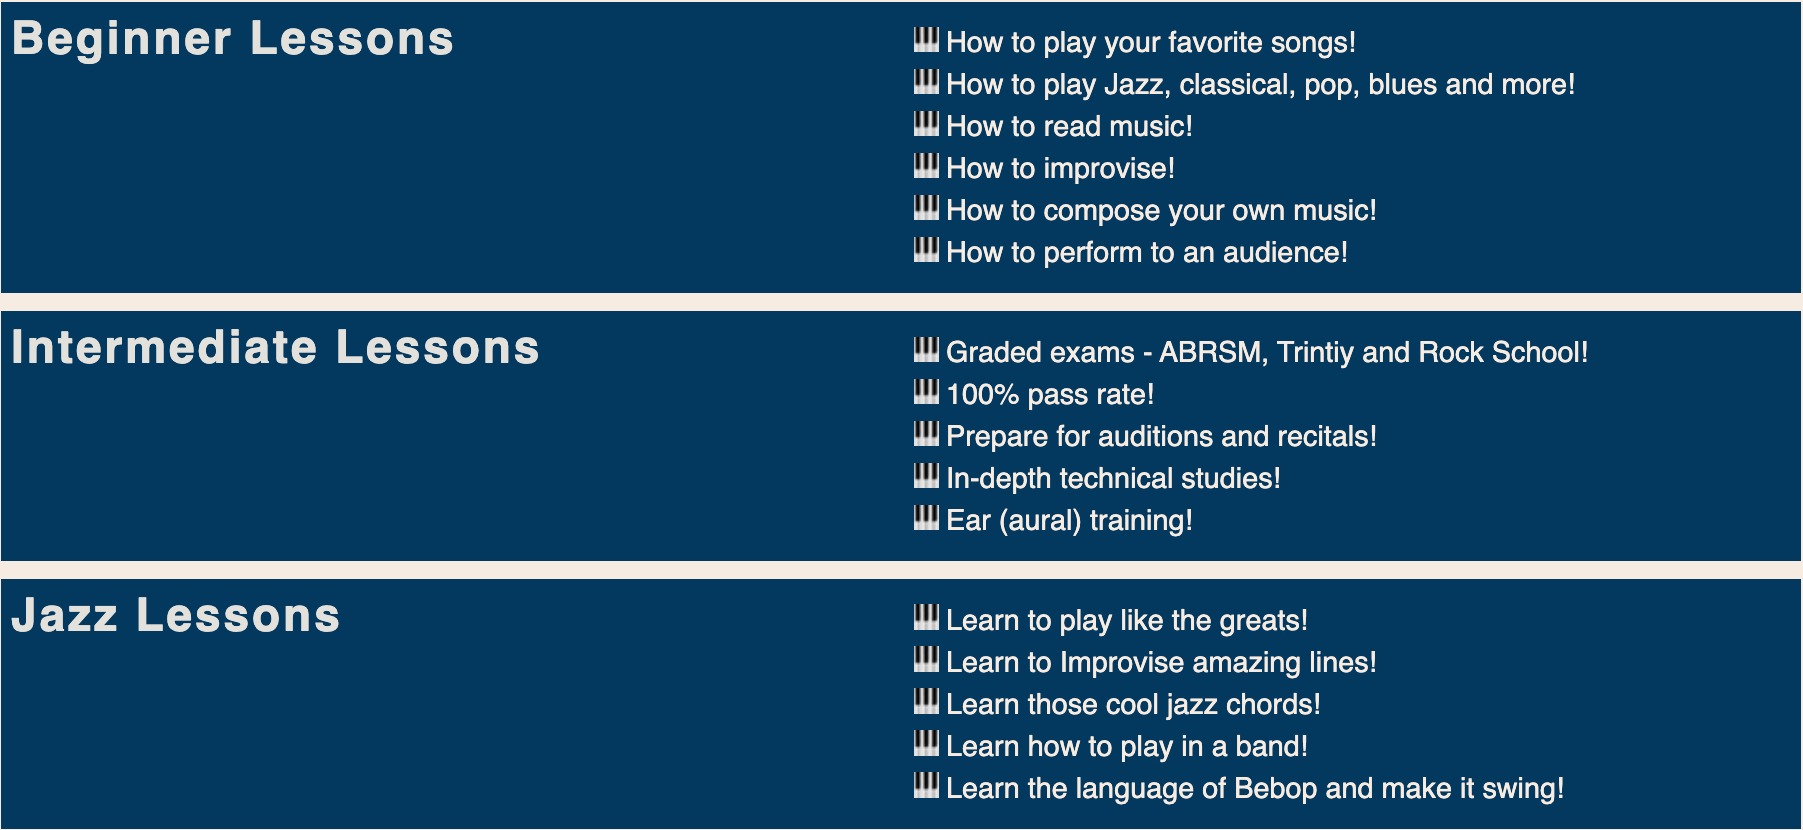 Beginner Lessons
🎹 How to play your favorite songs!
🎹 How to play Jazz, classical, pop, blues and more!
🎹 How to read music!
🎹 How to improvise!
🎹 How to compose your own music!
🎹 How to perform to an audience!
Intermediate Lessons
🎹 Graded exams - ABRSM, Trintiy and Rock School!
🎹 100% pass rate!
🎹 Prepare for auditions and recitals!
🎹 In-depth technical studies!
🎹 Ear (aural) training!
Jazz Lessons
🎹 Learn to play like the greats!
🎹 Learn to Improvise amazing lines!
🎹 Learn those cool jazz chords!
🎹 Learn how to play in a band!
🎹 Learn the language of Bebop and make it swing!